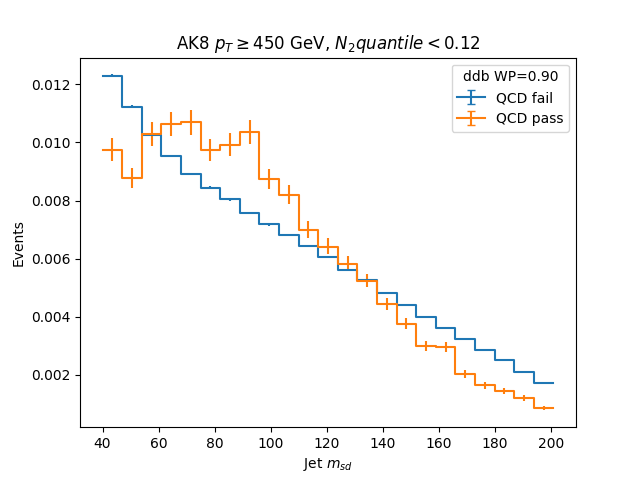 AK8 $p_T \geq 450$ GeV, $N_2quantile < 0.12$
ddb WP=0.90
QCD fail
QCD pass
Events
0.012
0.010
0.008
0.006
0.004
0.002
40 60 80 100 120 140 160 180 200
Jet $m_{sd}$